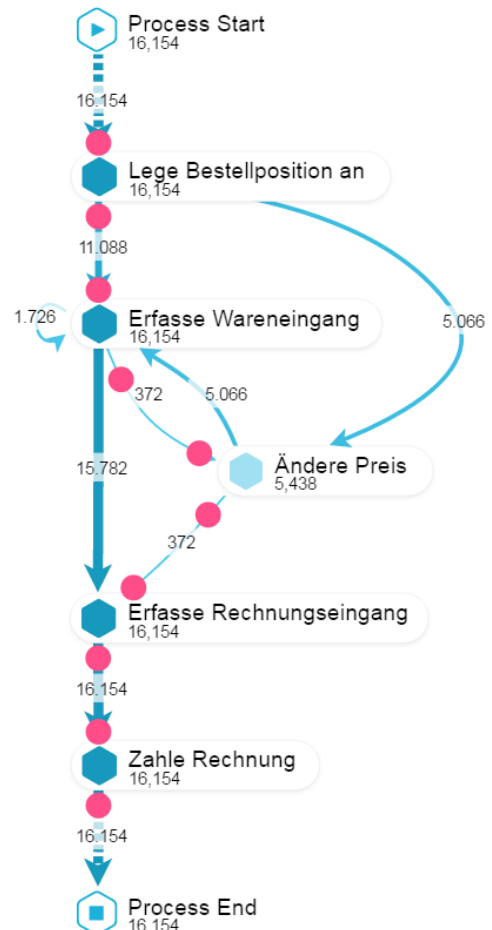 Process Start
16,154
16.154
Lege Bestellposition an
16,154
11.088
1.726
Erfasse Wareneingang
16,154
5.066
372
5.066
15.782
Ändere Preis
5,438
372
Erfasse Rechnungseingang
16,154
16.154
Zahle Rechnung
16,154
16.154
Process End
16,154